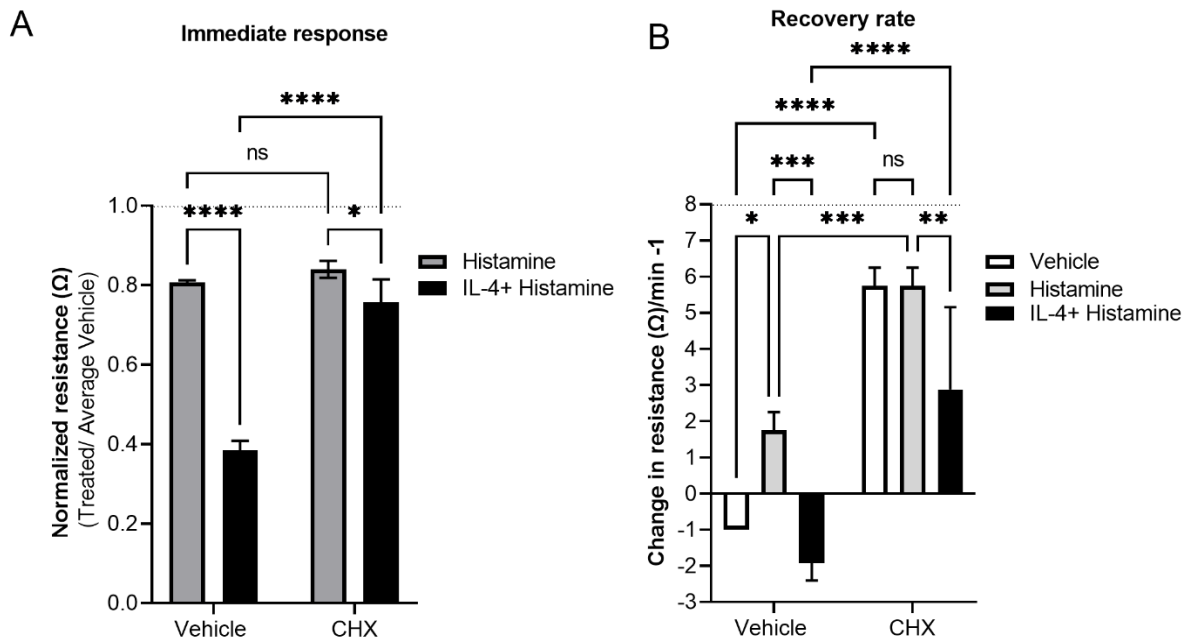 A
Immediate response
****
ns
****
*
1.0
0.8
0.6
0.4
0.2
0.0
Normalized resistance (Ω)
(Treated/ Average Vehicle)
Vehicle
CHX
Histamine
IL-4+ Histamine
B
Recovery rate
****
****
***
ns
*
***
**
8
7
6
5
4
3
2
1
0
-1
-2
-3
Change in resistance (Ω)/min -1
Vehicle
CHX
Vehicle
Histamine
IL-4+ Histamine